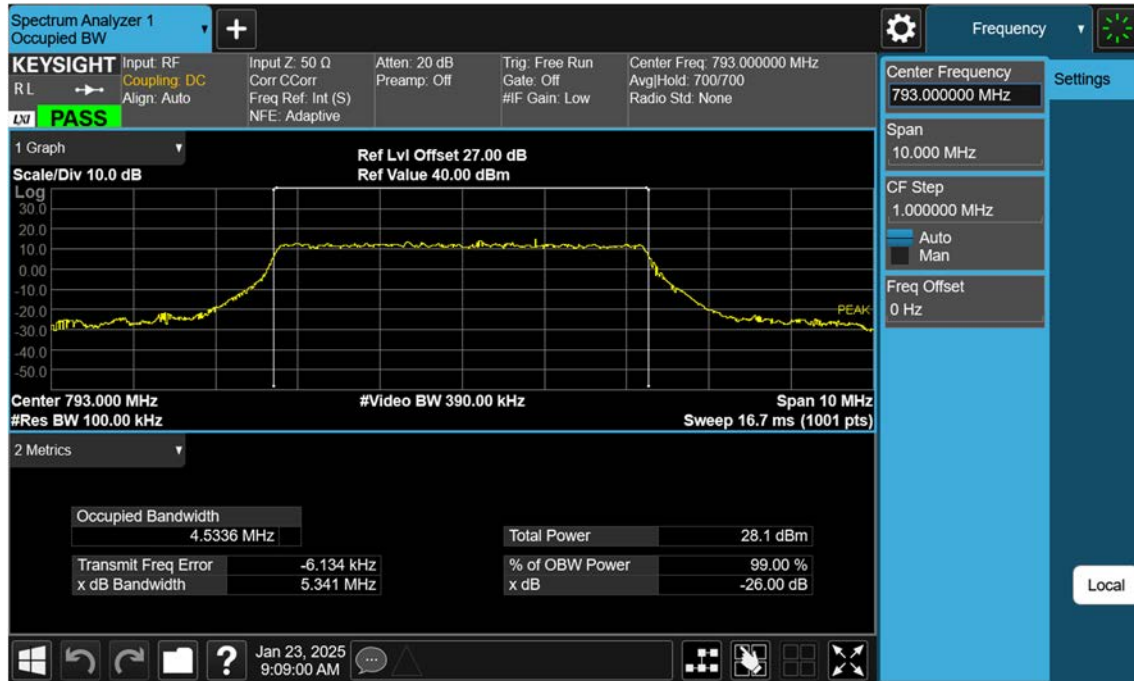 Spectrum Analyzer 1
Occupied BW
Frequency
KEYSIGHT
RL
LXI PASS
Input: RF
Coupling: DC
Align: Auto
Input Z: 50 Ω
Corr CCorr
Freq Ref: Int (S)
NFE: Adaptive
Atten: 20 dB
Preamp: Off
Trig: Free Run
Gate: Off
#IF Gain: Low
Center Freq: 793.000000 MHz
Avg|Hold: 700/700
Radio Std: None
Center Frequency
793.000000 MHz
Settings
Span
10.000 MHz
CF Step
1.000000 MHz
Auto
Man
Freq Offset
0 Hz
Local
1 Graph
Scale/Div 10.0 dB
Ref Lvl Offset 27.00 dB
Ref Value 40.00 dBm
Log
30.0
20.0
10.0
0.00
-10.0
-20.0
-30.0
-40.0
-50.0
PEAK
Center 793.000 MHz
#Video BW 390.00 kHz
Span 10 MHz
#Res BW 100.00 kHz
Sweep 16.7 ms (1001 pts)
2 Metrics
Occupied Bandwidth
4.5336 MHz
Total Power 28.1 dBm
Transmit Freq Error -6.134 kHz
% of OBW Power 99.00 %
x dB Bandwidth 5.341 MHz
x dB -26.00 dB
?
Jan 23, 2025
9:09:00 AM